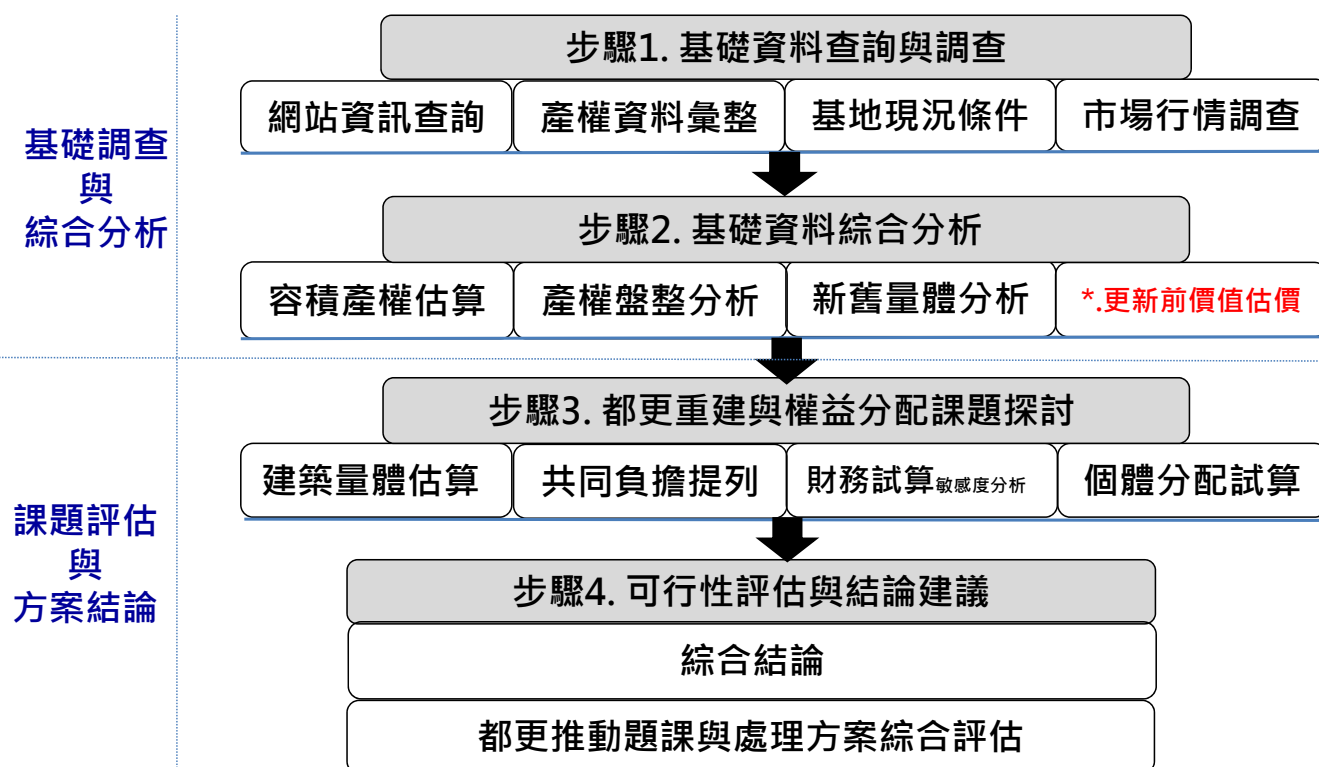 步驟1. 基礎資料查詢與調查
網站資訊查詢
產權資料彙整
基地現況條件
市場行情調查
基礎調查
與
綜合分析
步驟2. 基礎資料綜合分析
容積產權估算
產權盤整分析
新舊量體分析
*.更新前價值估價
步驟3. 都更重建與權益分配課題探討
建築量體估算
共同負擔提列
財務試算敏感度分析
個體分配試算
課題評估
與
方案結論
步驟4. 可行性評估與結論建議
綜合結論
都更推動題課與處理方案綜合評估